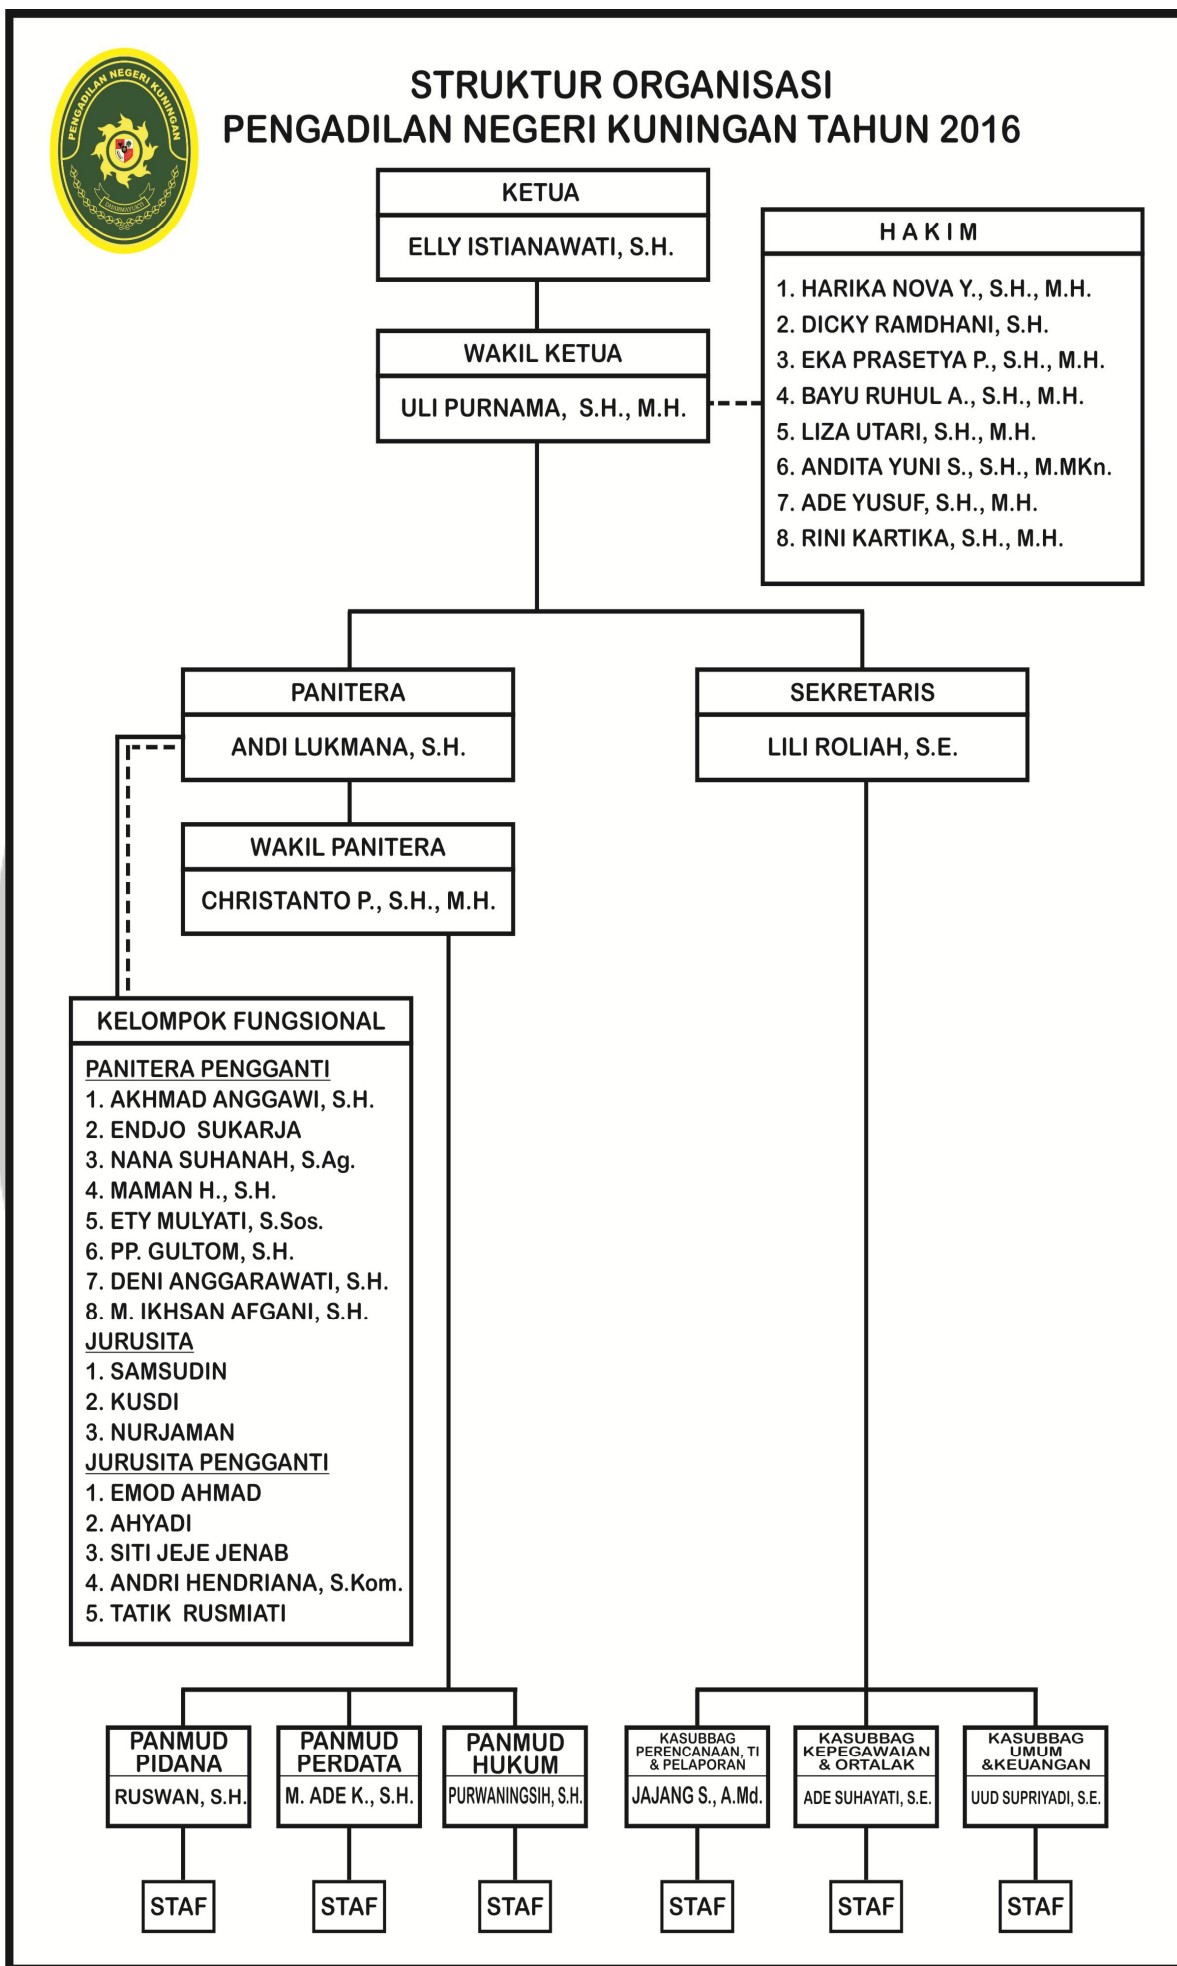 PENGADILAN NEGERI KUNINGAN
DHARMAYUKTI
STRUKTUR ORGANISASI
PENGADILAN NEGERI KUNINGAN TAHUN 2016
KETUA
ELLY ISTIANAWATI, S.H.
H A K I M
1. HARIKA NOVA Y., S.H., M.H.
2. DICKY RAMDHANI, S.H.
3. EKA PRASETYA P., S.H., M.H.
4. BAYU RUHUL A., S.H., M.H.
5. LIZA UTARI, S.H., M.H.
6. ANDITA YUNI S., S.H., M.MKn.
7. ADE YUSUF, S.H., M.H.
8. RINI KARTIKA, S.H., M.H.
WAKIL KETUA
ULI PURNAMA, S.H., M.H.
PANITERA
ANDI LUKMANA, S.H.
SEKRETARIS
LILI ROLIAH, S.E.
WAKIL PANITERA
CHRISTANTO P., S.H., M.H.
KELOMPOK FUNGSIONAL
PANITERA PENGGANTI
1. AKHMAD ANGGAWI, S.H.
2. ENDJO SUKARJA
3. NANA SUHANAH, S.Ag.
4. MAMAN H., S.H.
5. ETY MULYATI, S.Sos.
6. PP. GULTOM, S.H.
7. DENI ANGGARAWATI, S.H.
8. M. IKHSAN AFGANI, S.H.
JURUSITA
1. SAMSUDIN
2. KUSDI
3. NURJAMAN
JURUSITA PENGGANTI
1. EMOD AHMAD
2. AHYADI
3. SITI JEJE JENAB
4. ANDRI HENDRIANA, S.Kom.
5. TATIK RUSMIATI
PANMUD
PIDANA
RUSWAN, S.H.
PANMUD
PERDATA
M. ADE K., S.H.
PANMUD
HUKUM
PURWANINGSIH, S.H.
KASUBBAG
PERENCANAAN, TI
& PELAPORAN
JAJANG S., A.Md.
KASUBBAG
KEPEGAWAIAN
& ORTALAK
ADE SUHAYATI, S.E.
KASUBBAG
UMUM
&KEUANGAN
UUD SUPRIYADI, S.E.
STAF
STAF
STAF
STAF
STAF
STAF